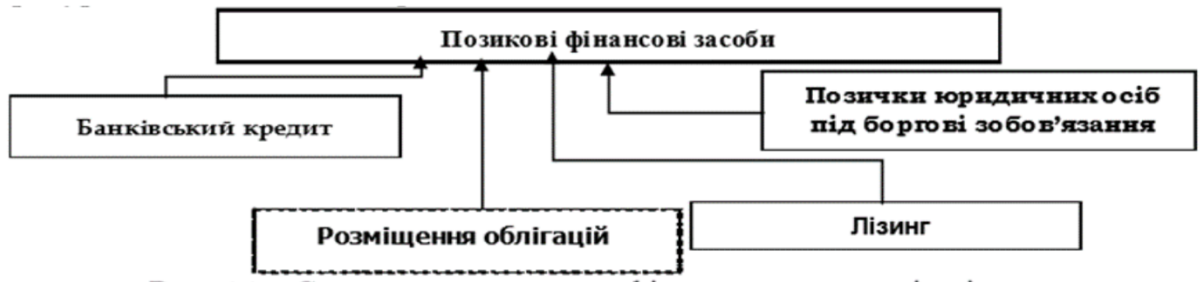 Позикові фінансові засоби
Банківський кредит
Позички юридичних осіб
під боргові зобов’язання
Розміщення облігацій
Лізинг